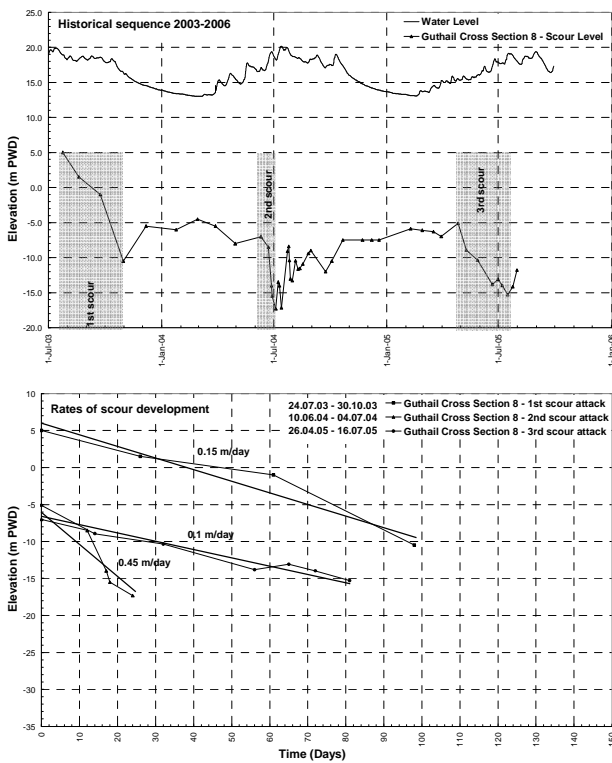 Historical sequence 2003-2006
Water Level
Guthail Cross Section 8 - Scour Level
Elevation (m PWD)
20.0
15.0
10.0
5.0
0.0
-5.0
-10.0
-15.0
-20.0
1st scour
2nd scour
3rd scour
1-Jul-03
1-Jan-04
1-Jul-04
1-Jan-05
1-Jul-05
1-Jan-06
Rates of scour development
24.07.03 - 30.10.03 Guthail Cross Section 8 - 1st scour attack
10.06.04 - 04.07.04 Guthail Cross Section 8 - 2nd scour attack
26.04.05 - 16.07.05 Guthail Cross Section 8 - 3rd scour attack
0.15 m/day
0.1 m/day
0.45 m/day
Elevation (m PWD)
10
5
0
-5
-10
-15
-20
-25
-30
-35
0 10 20 30 40 50 60 70 80 90 100 110 120 130 140 150
Time (Days)